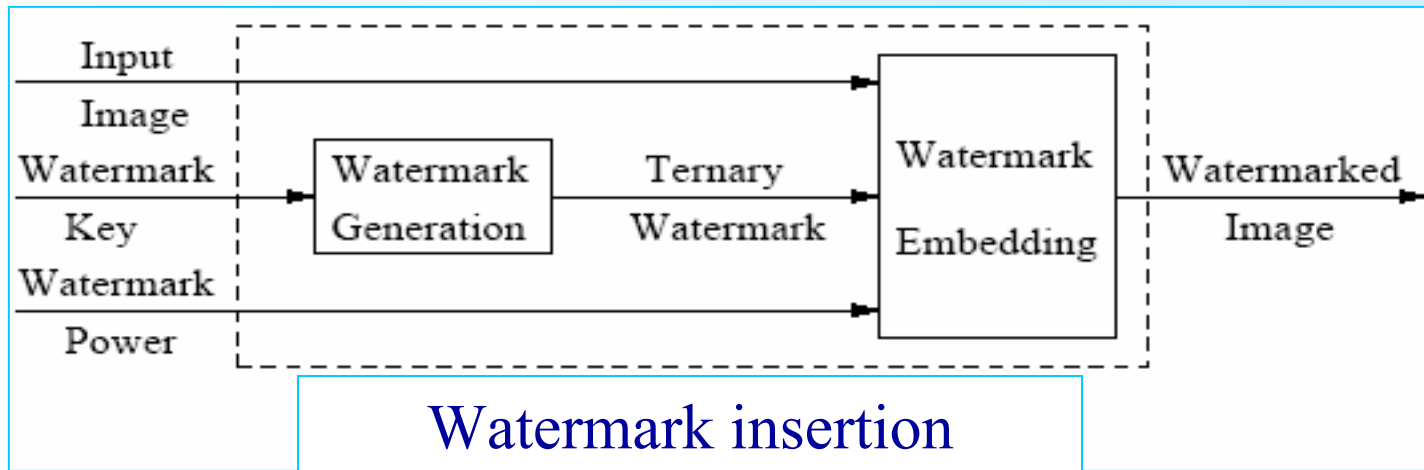 Input
Image
Watermark
Key
Watermark
Power
Watermark
Generation
Ternary
Watermark
Watermark
Embedding
Watermarked
Image
Watermark insertion